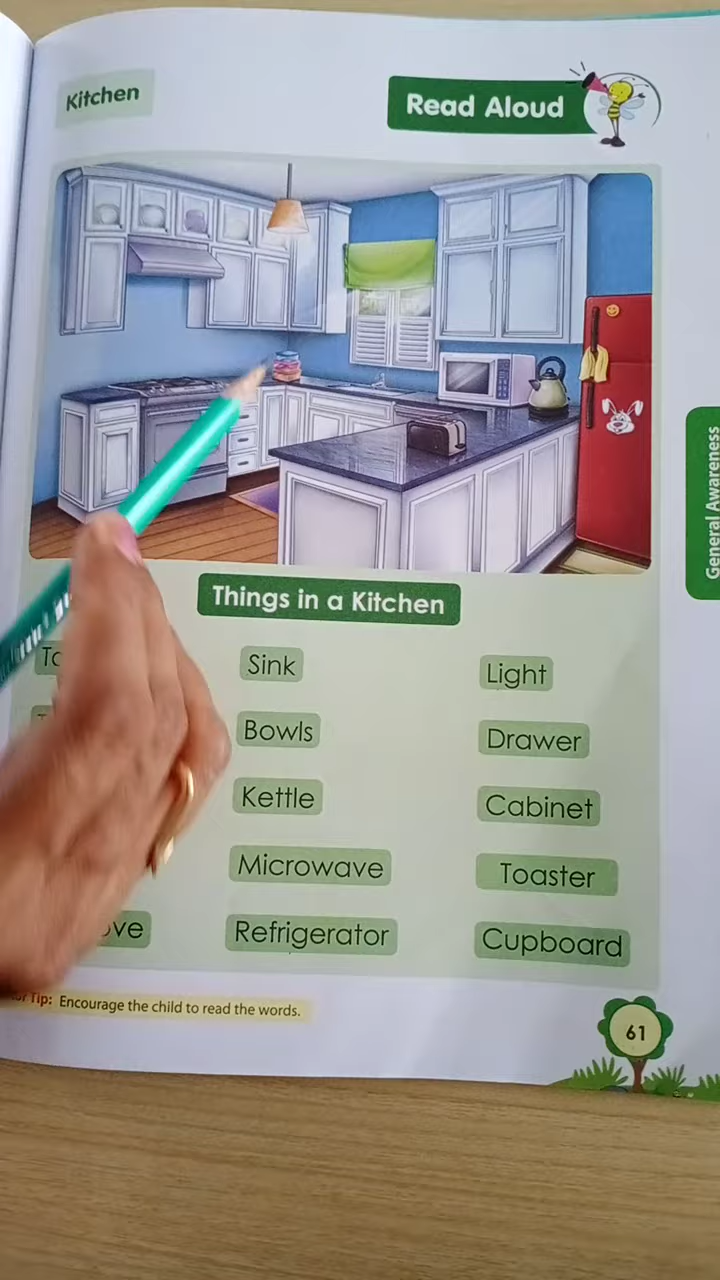 Kitchen
Read Aloud
General Awareness
Things in a Kitchen
Sink
Light
Bowls
Drawer
Kettle
Cabinet
Microwave
Toaster
Refrigerator
Cupboard
Tip: Encourage the child to read the words.
61